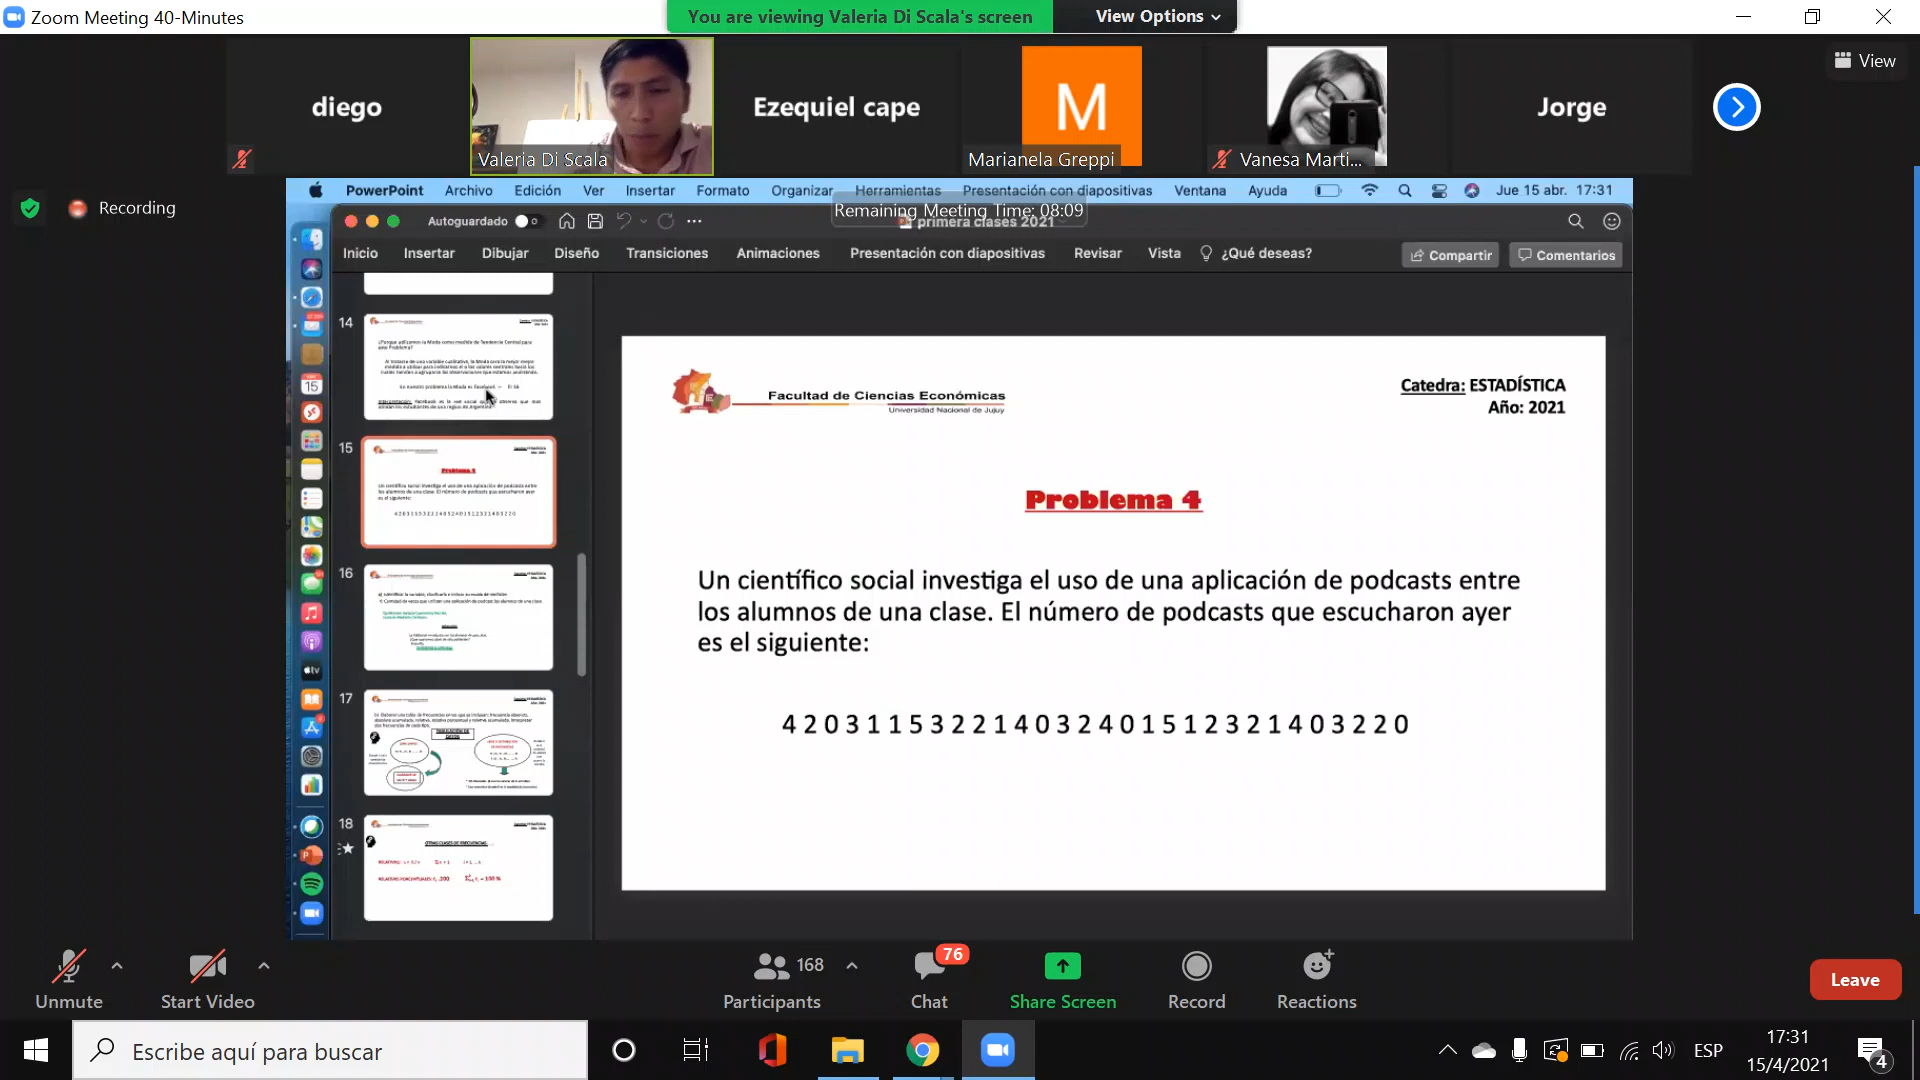 Zoom Meeting 40-Minutes
You are viewing Valeria Di Scala's screen
View Options
View
diego
Valeria Di Scala
Ezequiel cape
M
Marianela Greppi
Vanesa Marti...
Jorge
Recording
PowerPoint Archivo Edición Ver Insertar Formato Organizar Herramientas Presentación con diapositivas Ventana Ayuda Jue 15 abr. 17:31
Remaining Meeting Time: 08:09
Autoguardado
primera clases 2021
Inicio Insertar Dibujar Diseño Transiciones Animaciones Presentación con diapositivas Revisar Vista ¿Qué deseas? Compartir Comentarios
14
15
16
17
18
Facultad de Ciencias Económicas
Universidad Nacional de Jujuy
Catedra: ESTADÍSTICA
Año: 2021
Problema 4
Un científico social investiga el uso de una aplicación de podcasts entre
los alumnos de una clase. El número de podcasts que escucharon ayer
es el siguiente:
4 2 0 3 1 1 5 3 2 2 1 4 0 3 2 4 0 1 5 1 2 3 2 1 4 0 3 2 2 0
Unmute
Start Video
168
Participants
76
Chat
Share Screen
Record
Reactions
Leave
Escribe aquí para buscar
ESP
17:31
15/4/2021
4